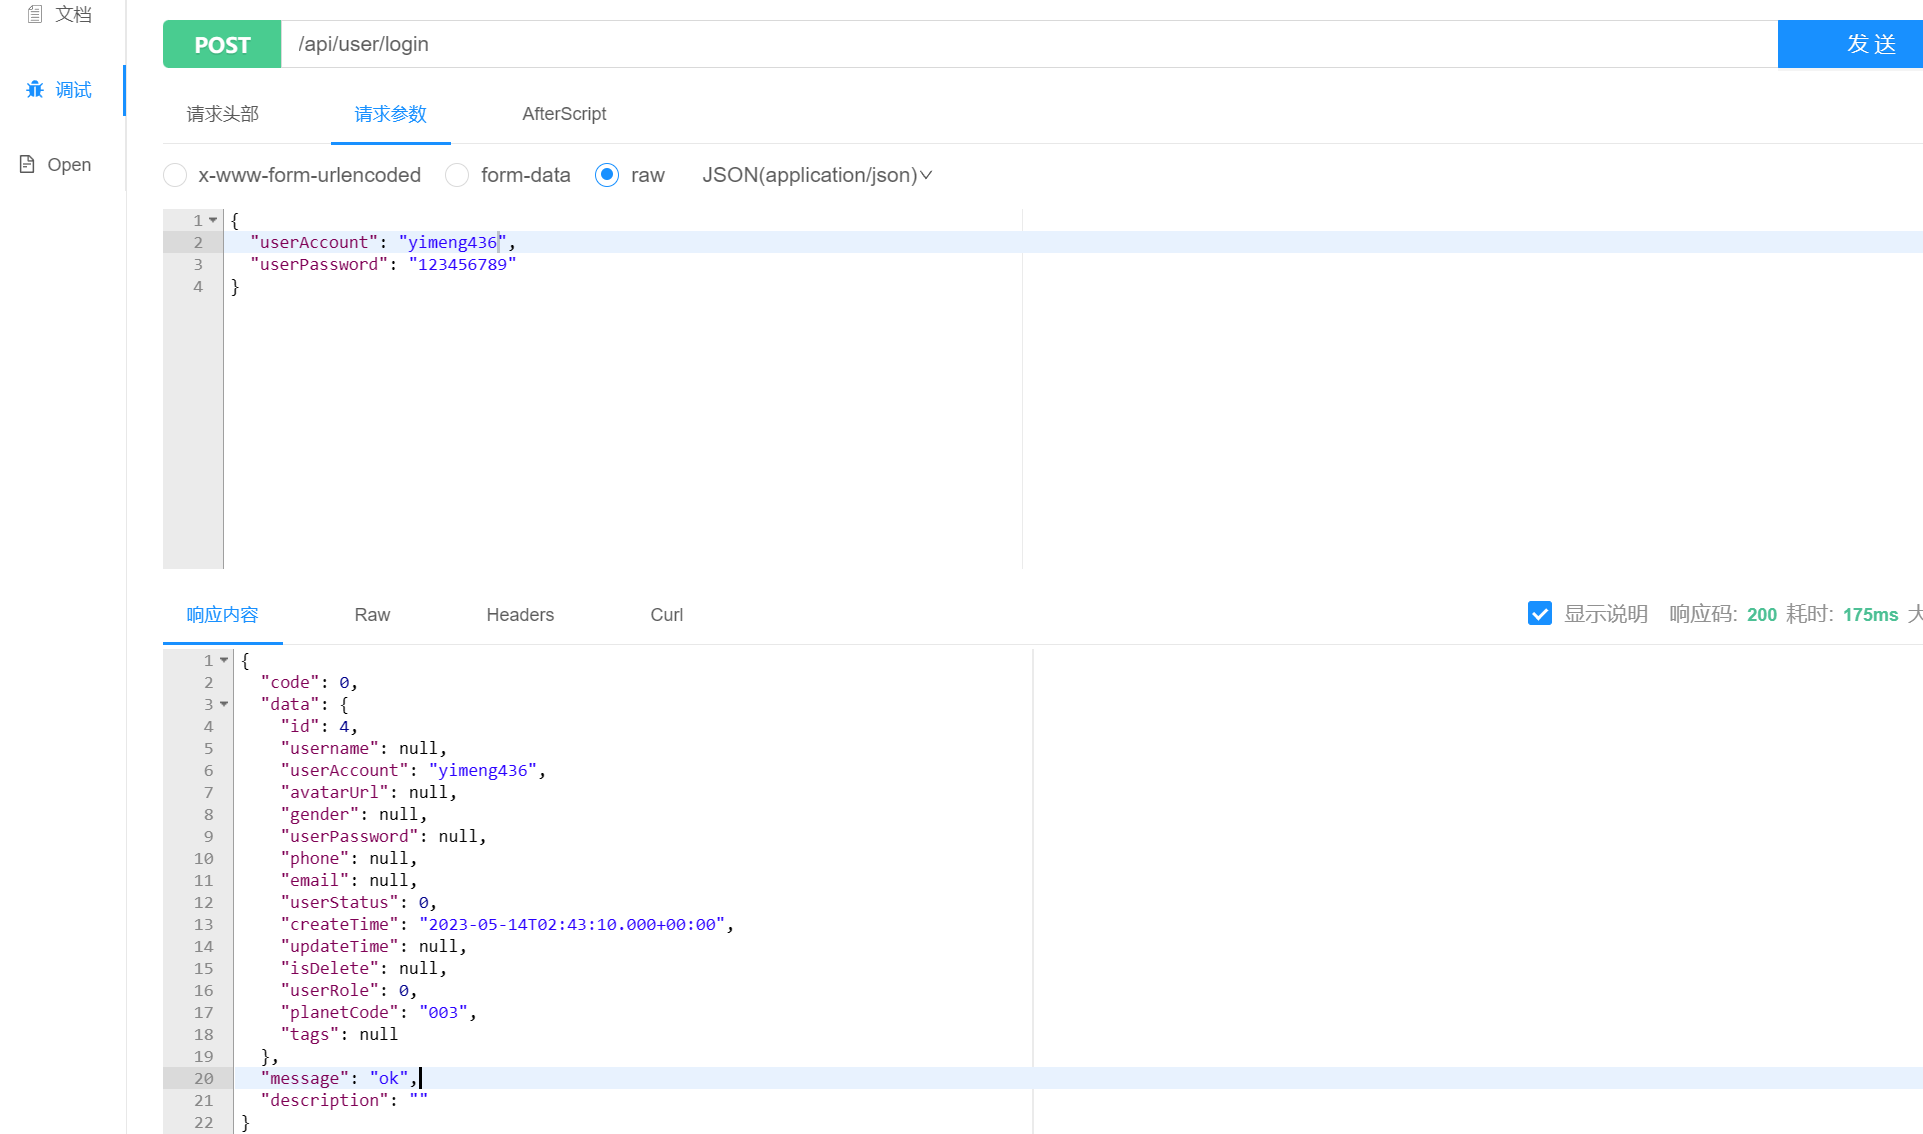 文档
调试
Open
POST /api/user/login 发 送
请求头部 请求参数 AfterScript
x-www-form-urlencoded form-data raw JSON(application/json)
1 {
2 "userAccount": "yimeng436",
3 "userPassword": "123456789"
4 }
响应内容 Raw Headers Curl 显示说明 响应码: 200 耗时: 175ms 大
1 {
2 "code": 0,
3 "data": {
4 "id": 4,
5 "username": null,
6 "userAccount": "yimeng436",
7 "avatarUrl": null,
8 "gender": null,
9 "userPassword": null,
10 "phone": null,
11 "email": null,
12 "userStatus": 0,
13 "createTime": "2023-05-14T02:43:10.000+00:00",
14 "updateTime": null,
15 "isDelete": null,
16 "userRole": 0,
17 "planetCode": "003",
18 "tags": null
19 },
20 "message": "ok",
21 "description": ""
22 }